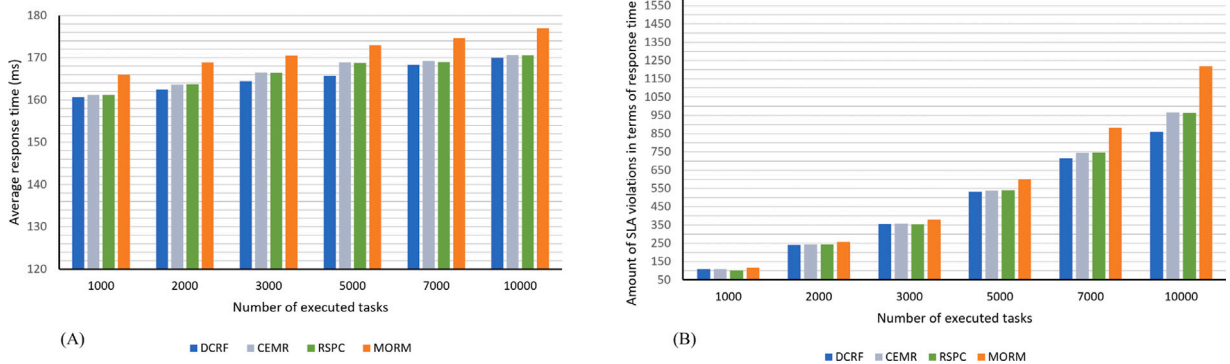 Average response time (ms)
180
170
160
150
140
130
120
1000 2000 3000 5000 7000 10000
Number of executed tasks
(A)
DCRF CEMR RSPC MORM
Amount of SLA violations in terms of response time
1550
1450
1350
1250
1150
1050
950
850
750
650
550
450
350
250
150
50
1000 2000 3000 5000 7000 10000
Number of executed tasks
(B)
DCRF CEMR RSPC MORM